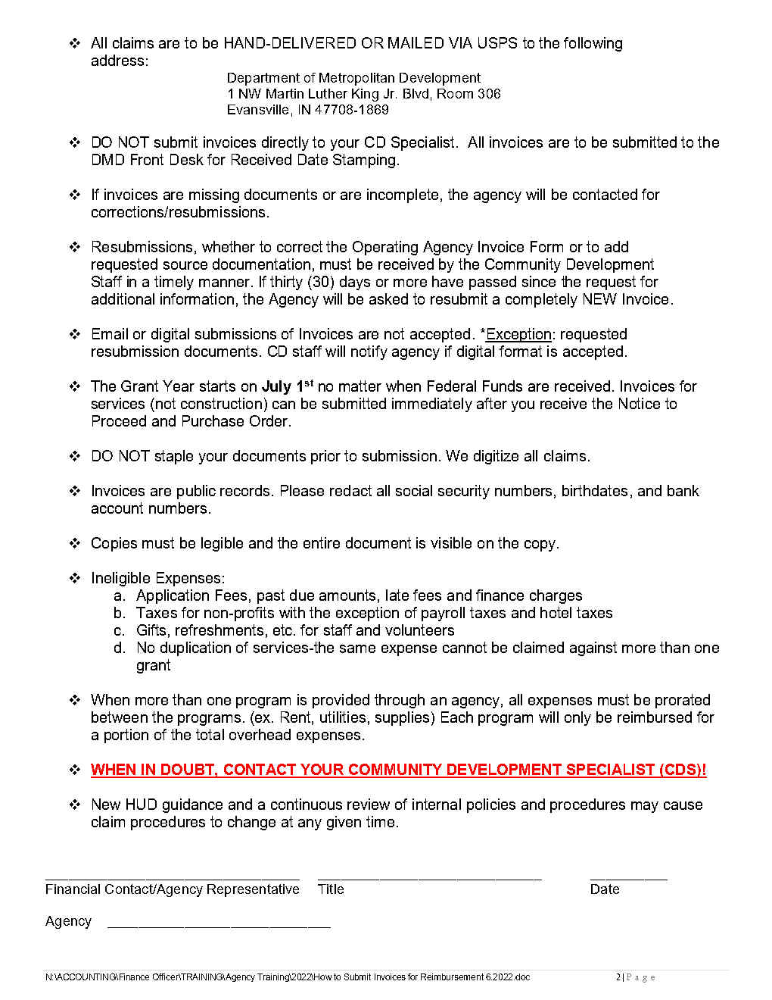 ❖ All claims are to be HAND-DELIVERED OR MAILED VIA USPS to the following
address:
Department of Metropolitan Development
1 NW Martin Luther King Jr. Blvd, Room 306
Evansville, IN 47708-1869
❖ DO NOT submit invoices directly to your CD Specialist.  All invoices are to be submitted to the
DMD Front Desk for Received Date Stamping.
❖ If invoices are missing documents or are incomplete, the agency will be contacted for
corrections/resubmissions.
❖ Resubmissions, whether to correct the Operating Agency Invoice Form or to add
requested source documentation, must be received by the Community Development
Staff in a timely manner. If thirty (30) days or more have passed since the request for
additional information, the Agency will be asked to resubmit a completely NEW Invoice.
❖ Email or digital submissions of Invoices are not accepted. *Exception: requested
resubmission documents. CD staff will notify agency if digital format is accepted.
❖ The Grant Year starts on July 1st no matter when Federal Funds are received. Invoices for
services (not construction) can be submitted immediately after you receive the Notice to
Proceed and Purchase Order.
❖ DO NOT staple your documents prior to submission. We digitize all claims.
❖ Invoices are public records. Please redact all social security numbers, birthdates, and bank
account numbers.
❖ Copies must be legible and the entire document is visible on the copy.
❖ Ineligible Expenses:
a. Application Fees, past due amounts, late fees and finance charges
b. Taxes for non-profits with the exception of payroll taxes and hotel taxes
c. Gifts, refreshments, etc. for staff and volunteers
d. No duplication of services-the same expense cannot be claimed against more than one
grant
❖ When more than one program is provided through an agency, all expenses must be prorated
between the programs. (ex. Rent, utilities, supplies) Each program will only be reimbursed for
a portion of the total overhead expenses.
❖ WHEN IN DOUBT, CONTACT YOUR COMMUNITY DEVELOPMENT SPECIALIST (CDS)!
❖ New HUD guidance and a continuous review of internal policies and procedures may cause
claim procedures to change at any given time.
Financial Contact/Agency Representative Title Date
Agency
N:\ACCOUNTING\Finance Officer\TRAINING\Agency Training\2022\How to Submit Invoices for Reimbursement 6.2022.doc 2 | Page